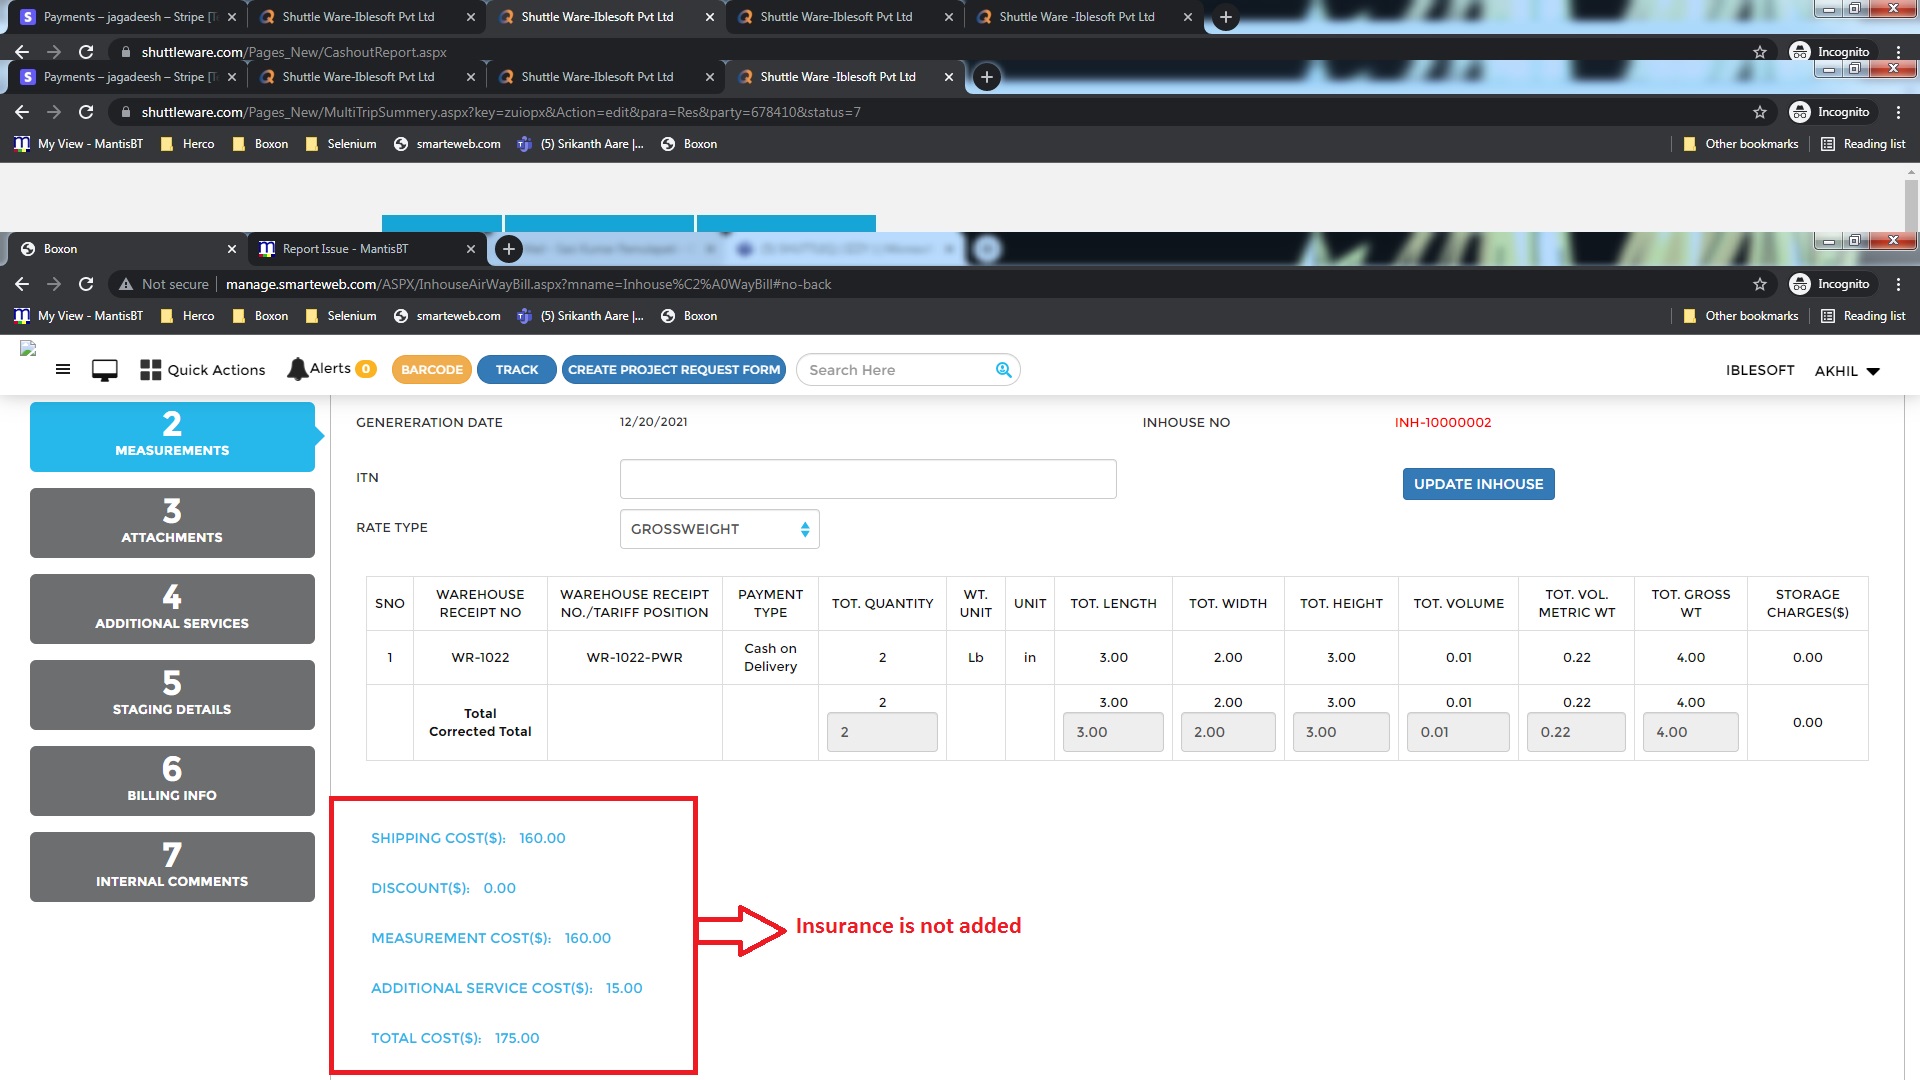 Payments – jagadeesh – Stripe [T
Shuttle Ware-Iblesoft Pvt Ltd
Shuttle Ware-Iblesoft Pvt Ltd
Shuttle Ware-Iblesoft Pvt Ltd
Shuttle Ware -Iblesoft Pvt Ltd
shuttleware.com/Pages_New/CashoutReport.aspx
Incognito
Payments – jagadeesh – Stripe [T
Shuttle Ware-Iblesoft Pvt Ltd
Shuttle Ware-Iblesoft Pvt Ltd
Shuttle Ware -Iblesoft Pvt Ltd
shuttleware.com/Pages_New/MultiTripSummery.aspx?key=zuiopx&Action=edit&para=Res&party=678410&status=7
Incognito
My View - MantisBT
Herco
Boxon
Selenium
smarteweb.com
(5) Srikanth Aare |...
Boxon
Other bookmarks
Reading list
Boxon
Report Issue - MantisBT
Not secure
manage.smarteweb.com/ASPX/InhouseAirWayBill.aspx?mname=Inhouse%C2%A0WayBill#no-back
Incognito
My View - MantisBT
Herco
Boxon
Selenium
smarteweb.com
(5) Srikanth Aare |...
Boxon
Other bookmarks
Reading list
Quick Actions
Alerts 0
BARCODE
TRACK
CREATE PROJECT REQUEST FORM
Search Here
IBLESOFT
AKHIL
2
MEASUREMENTS
3
ATTACHMENTS
4
ADDITIONAL SERVICES
5
STAGING DETAILS
6
BILLING INFO
7
INTERNAL COMMENTS
GENERERATION DATE 12/20/2021 INHOUSE NO INH-10000002
ITN
UPDATE INHOUSE
RATE TYPE GROSSWEIGHT
SNO
WAREHOUSE
RECEIPT NO
WAREHOUSE RECEIPT
NO./TARIFF POSITION
PAYMENT
TYPE
TOT. QUANTITY
WT.
UNIT
UNIT
TOT. LENGTH
TOT. WIDTH
TOT. HEIGHT
TOT. VOLUME
TOT. VOL.
METRIC WT
TOT. GROSS
WT
STORAGE
CHARGES($)
1
WR-1022
WR-1022-PWR
Cash on
Delivery
2
Lb
in
3.00
2.00
3.00
0.01
0.22
4.00
0.00
Total
Corrected Total
2 3.00 2.00 3.00 0.01 0.22 4.00
2 3.00 2.00 3.00 0.01 0.22 4.00
0.00
SHIPPING COST($): 160.00
DISCOUNT($): 0.00
MEASUREMENT COST($): 160.00
ADDITIONAL SERVICE COST($): 15.00
TOTAL COST($): 175.00
Insurance is not added